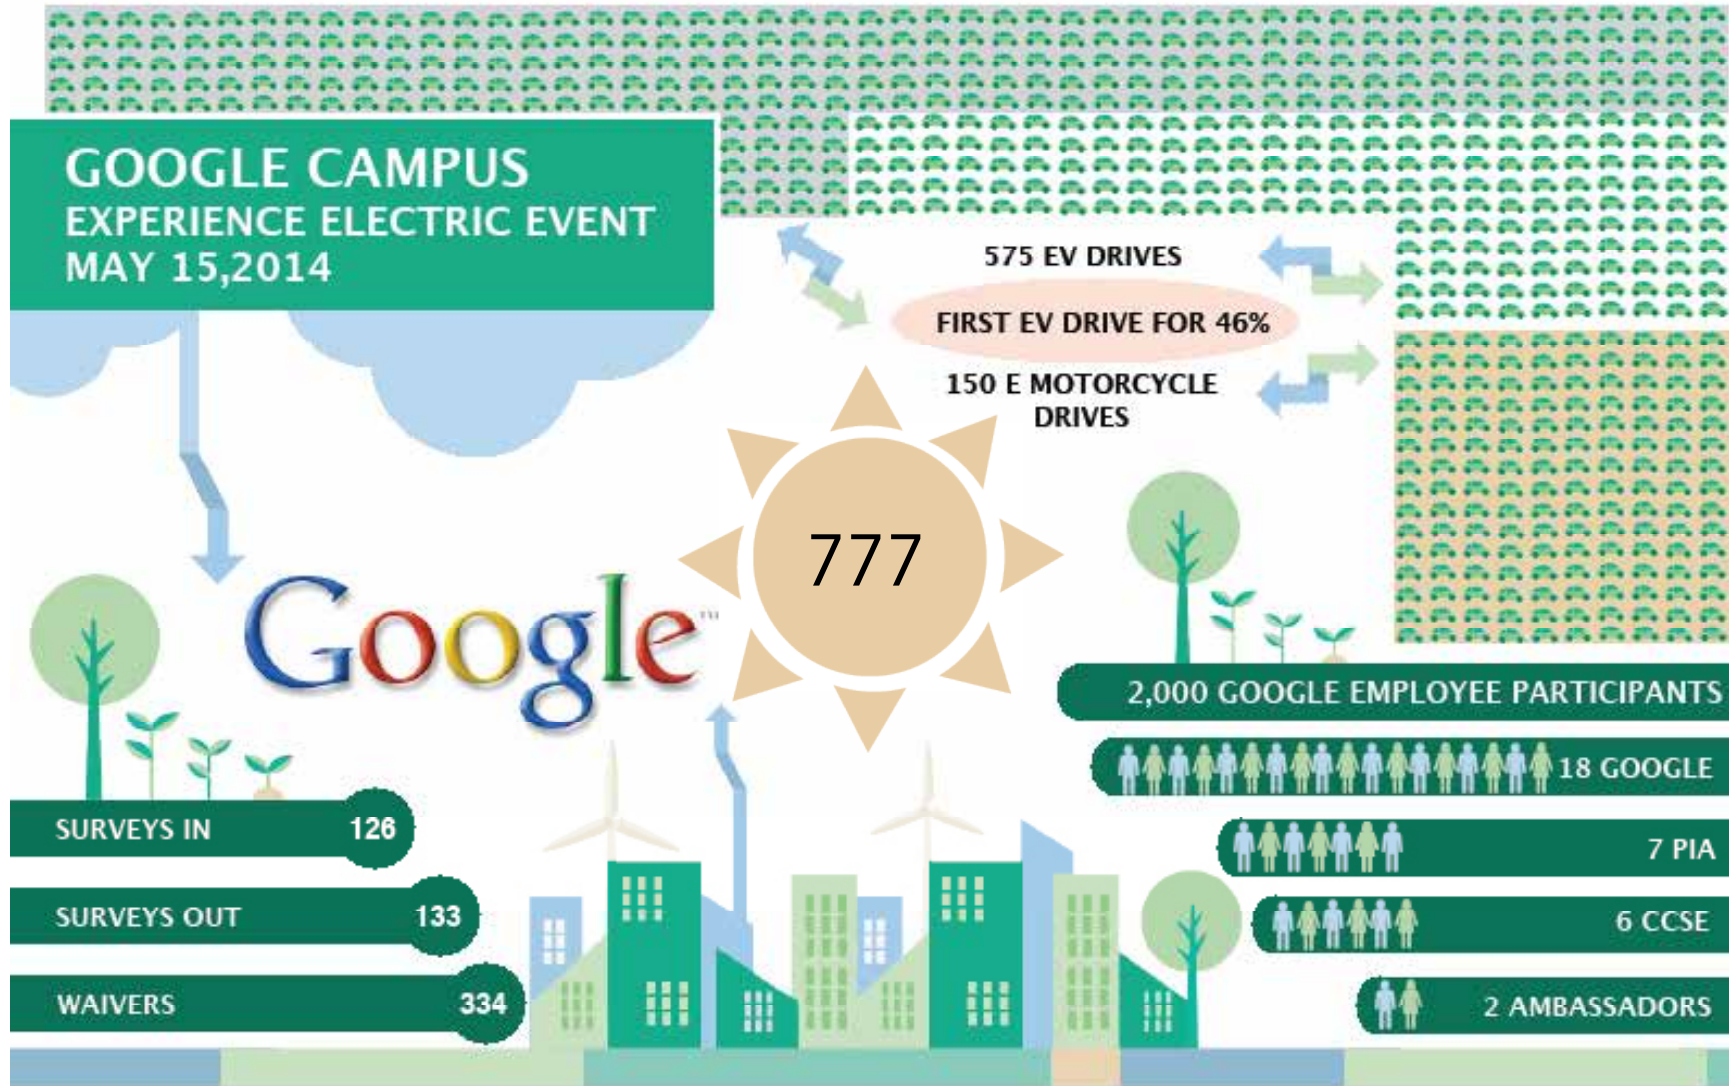 GOOGLE CAMPUS
EXPERIENCE ELECTRIC EVENT
MAY 15,2014
575 EV DRIVES
FIRST EV DRIVE FOR 46%
150 E MOTORCYCLE
DRIVES
777
Google™
2,000 GOOGLE EMPLOYEE PARTICIPANTS
18 GOOGLE
7 PIA
6 CCSE
2 AMBASSADORS
SURVEYS IN 126
SURVEYS OUT 133
WAIVERS 334